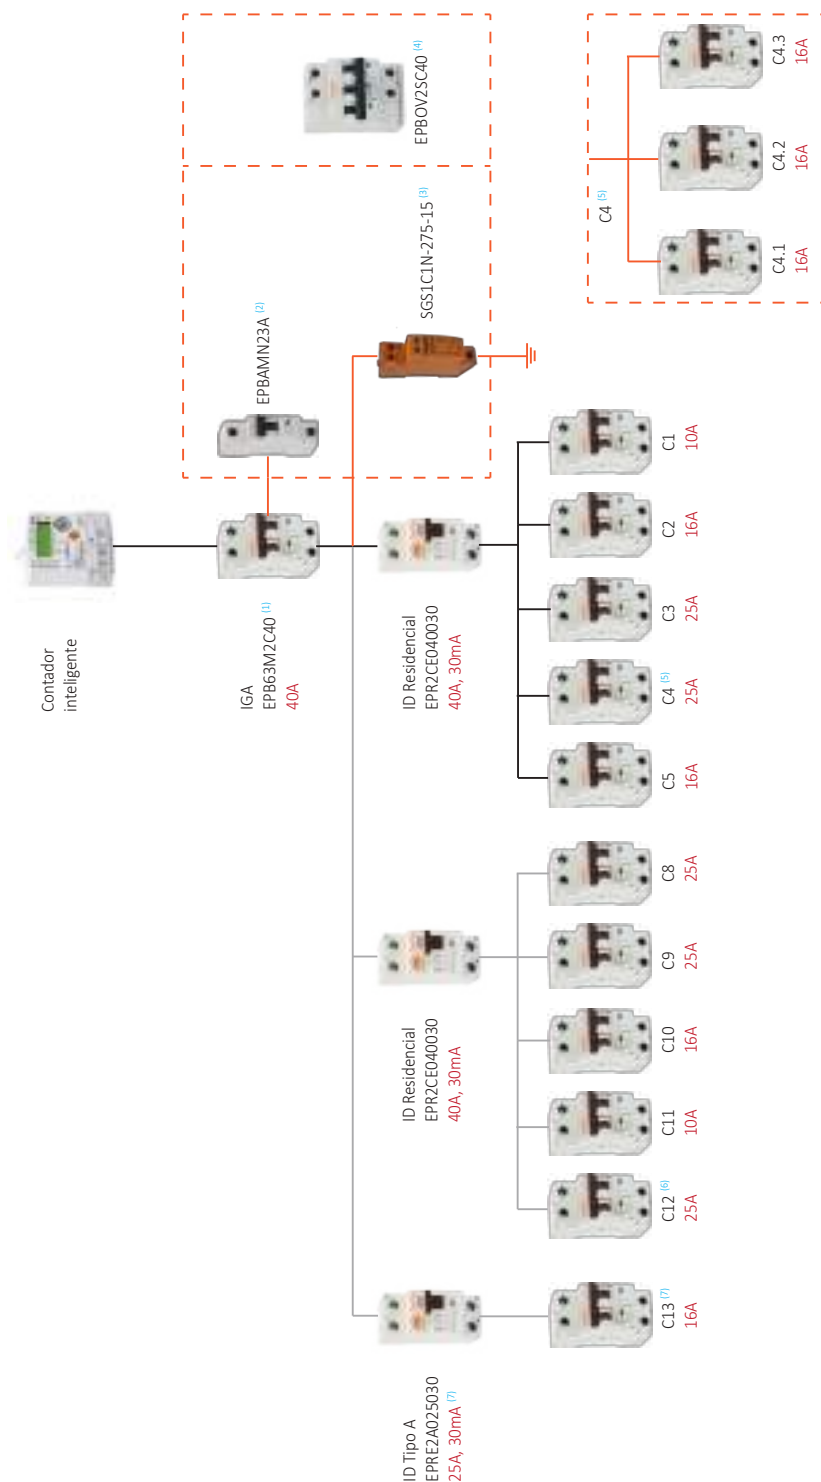 Contador
inteligente
IGA
EPB63M2C40 (1)
40A
EPBAMN23A (2)
SGS1C1N-275-15 (3)
EPBOV2SC40 (4)
ID Residencial
EPR2CE040030
40A, 30mA
ID Residencial
EPR2CE040030
40A, 30mA
ID Tipo A
EPRE2A025030
25A, 30mA (7)
C13 (7)
16A
C12 (6)
25A
C11
10A
C10
16A
C9
25A
C8
25A
C5
16A
C4 (5)
25A
C3
25A
C2
16A
C1
10A
C4 (5)
C4.1
16A
C4.2
16A
C4.3
16A